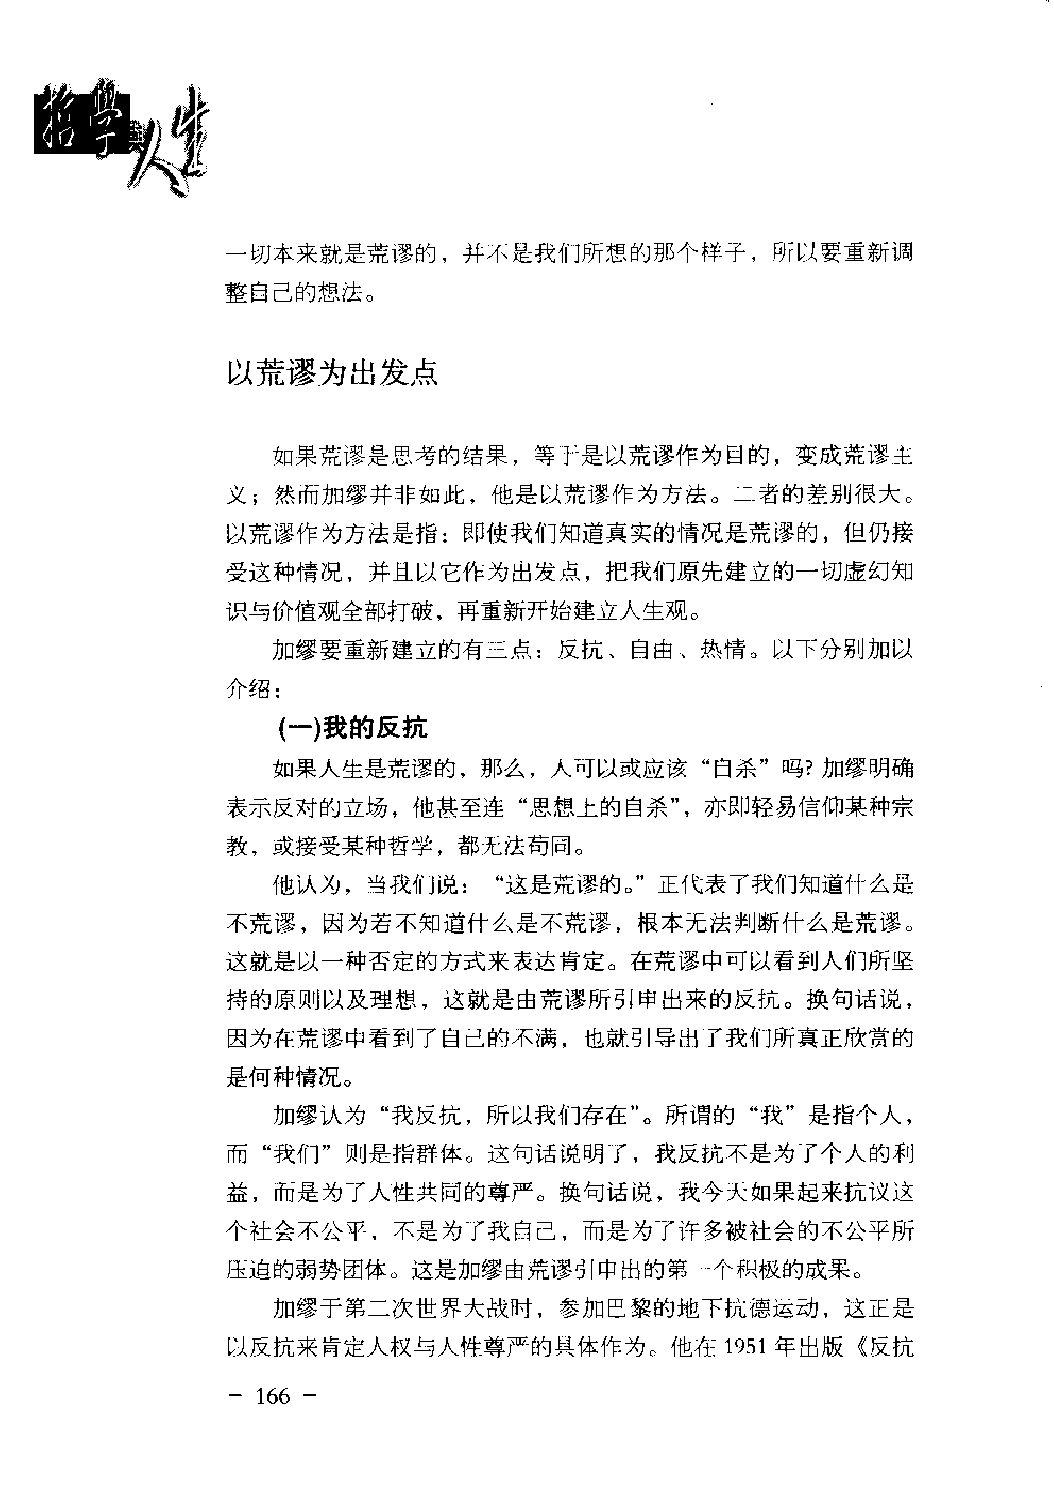 哲學與人生
一切本来就是荒谬的，并不是我们所想的那个样子，所以要重新调
整自己的想法。
以荒谬为出发点
如果荒谬是思考的结果，等于是以荒谬作为目的，变成荒谬主
义；然而加缪并非如此，他是以荒谬作为方法。二者的差别很大。
以荒谬作为方法是指：即使我们知道真实的情况是荒谬的，但仍接
受这种情况，并且以它作为出发点，把我们原先建立的一切虚幻知
识与价值观全部打破，再重新开始建立人生观。
加缪要重新建立的有三点：反抗、自由、热情。以下分别加以
介绍：
(一)我的反抗
如果人生是荒谬的，那么，人可以或应该“自杀”吗？加缪明确
表示反对的立场，他甚至连“思想上的自杀”，亦即轻易信仰某种宗
教，或接受某种哲学，都无法苟同。
他认为，当我们说：“这是荒谬的。”正代表了我们知道什么是
不荒谬，因为若不知道什么是不荒谬，根本无法判断什么是荒谬。
这就是以一种否定的方式来表达肯定。在荒谬中可以看到人们所坚
持的原则以及理想，这就是由荒谬所引申出来的反抗。换句话说，
因为在荒谬中看到了自己的不满，也就引导出了我们所真正欣赏的
是何种情况。
加缪认为“我反抗，所以我们存在”。所谓的“我”是指个人，
而“我们”则是指群体。这句话说明了，我反抗不是为了个人的利
益，而是为了人性共同的尊严。换句话说，我今天如果起来抗议这
个社会不公平，不是为了我自己，而是为了许多被社会的不公平所
压迫的弱势团体。这是加缪由荒谬引申出的第一个积极的成果。
加缪于第二次世界大战时，参加巴黎的地下抗德运动，这正是
以反抗来肯定人权与人性尊严的具体作为。他在1951年出版《反抗
- 166 -